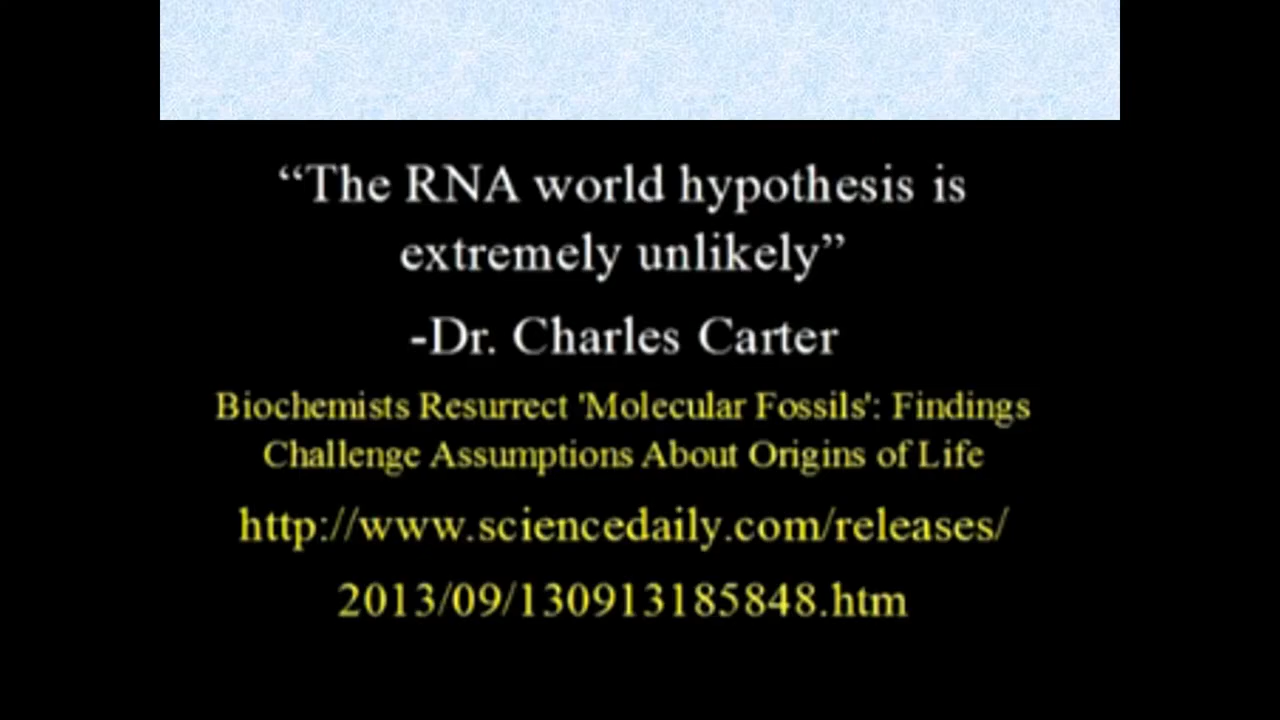 “The RNA world hypothesis is
extremely unlikely”
-Dr. Charles Carter
Biochemists Resurrect 'Molecular Fossils': Findings
Challenge Assumptions About Origins of Life
http://www.sciencedaily.com/releases/
2013/09/130913185848.htm